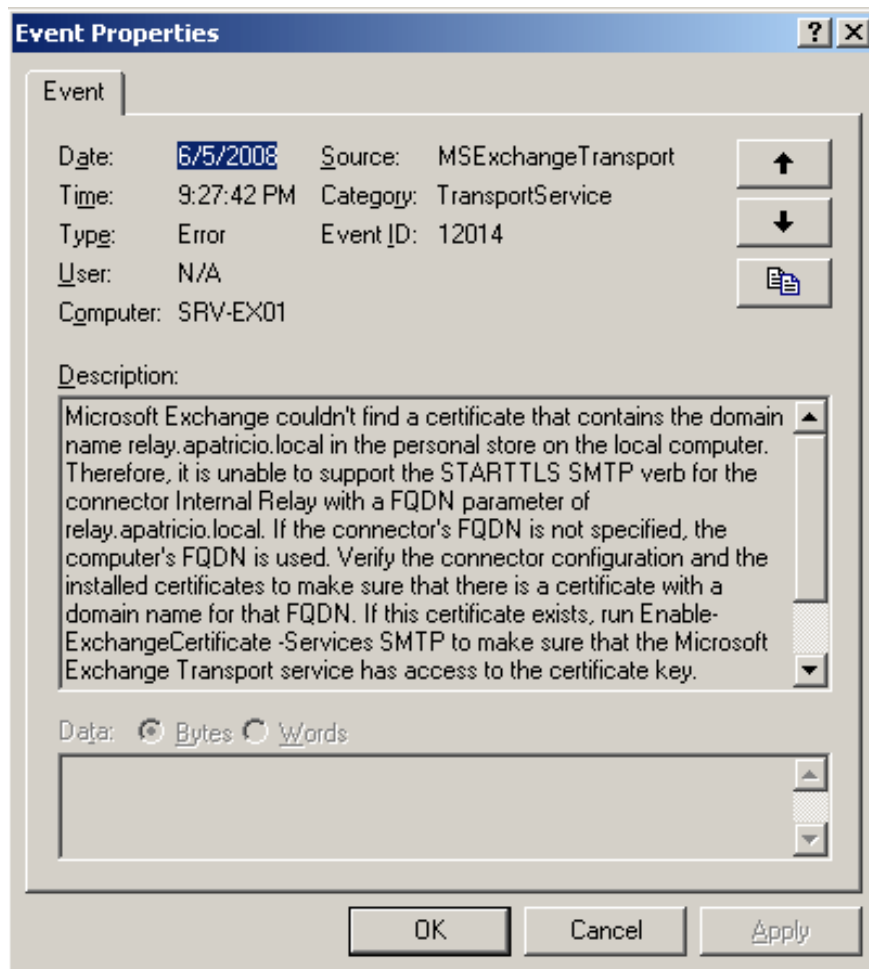 Event Properties
Event
Date: 6/5/2008 Source: MSExchangeTransport
Time: 9:27:42 PM Category: TransportService
Type: Error Event ID: 12014
User: N/A
Computer: SRV-EX01
Description:
Microsoft Exchange couldn't find a certificate that contains the domain
name relay.apatricio.local in the personal store on the local computer.
Therefore, it is unable to support the STARTTLS SMTP verb for the
connector Internal Relay with a FQDN parameter of
relay.apatricio.local. If the connector's FQDN is not specified, the
computer's FQDN is used. Verify the connector configuration and the
installed certificates to make sure that there is a certificate with a
domain name for that FQDN. If this certificate exists, run Enable-
ExchangeCertificate -Services SMTP to make sure that the Microsoft
Exchange Transport service has access to the certificate key.
Data: Bytes Words
OK Cancel Apply